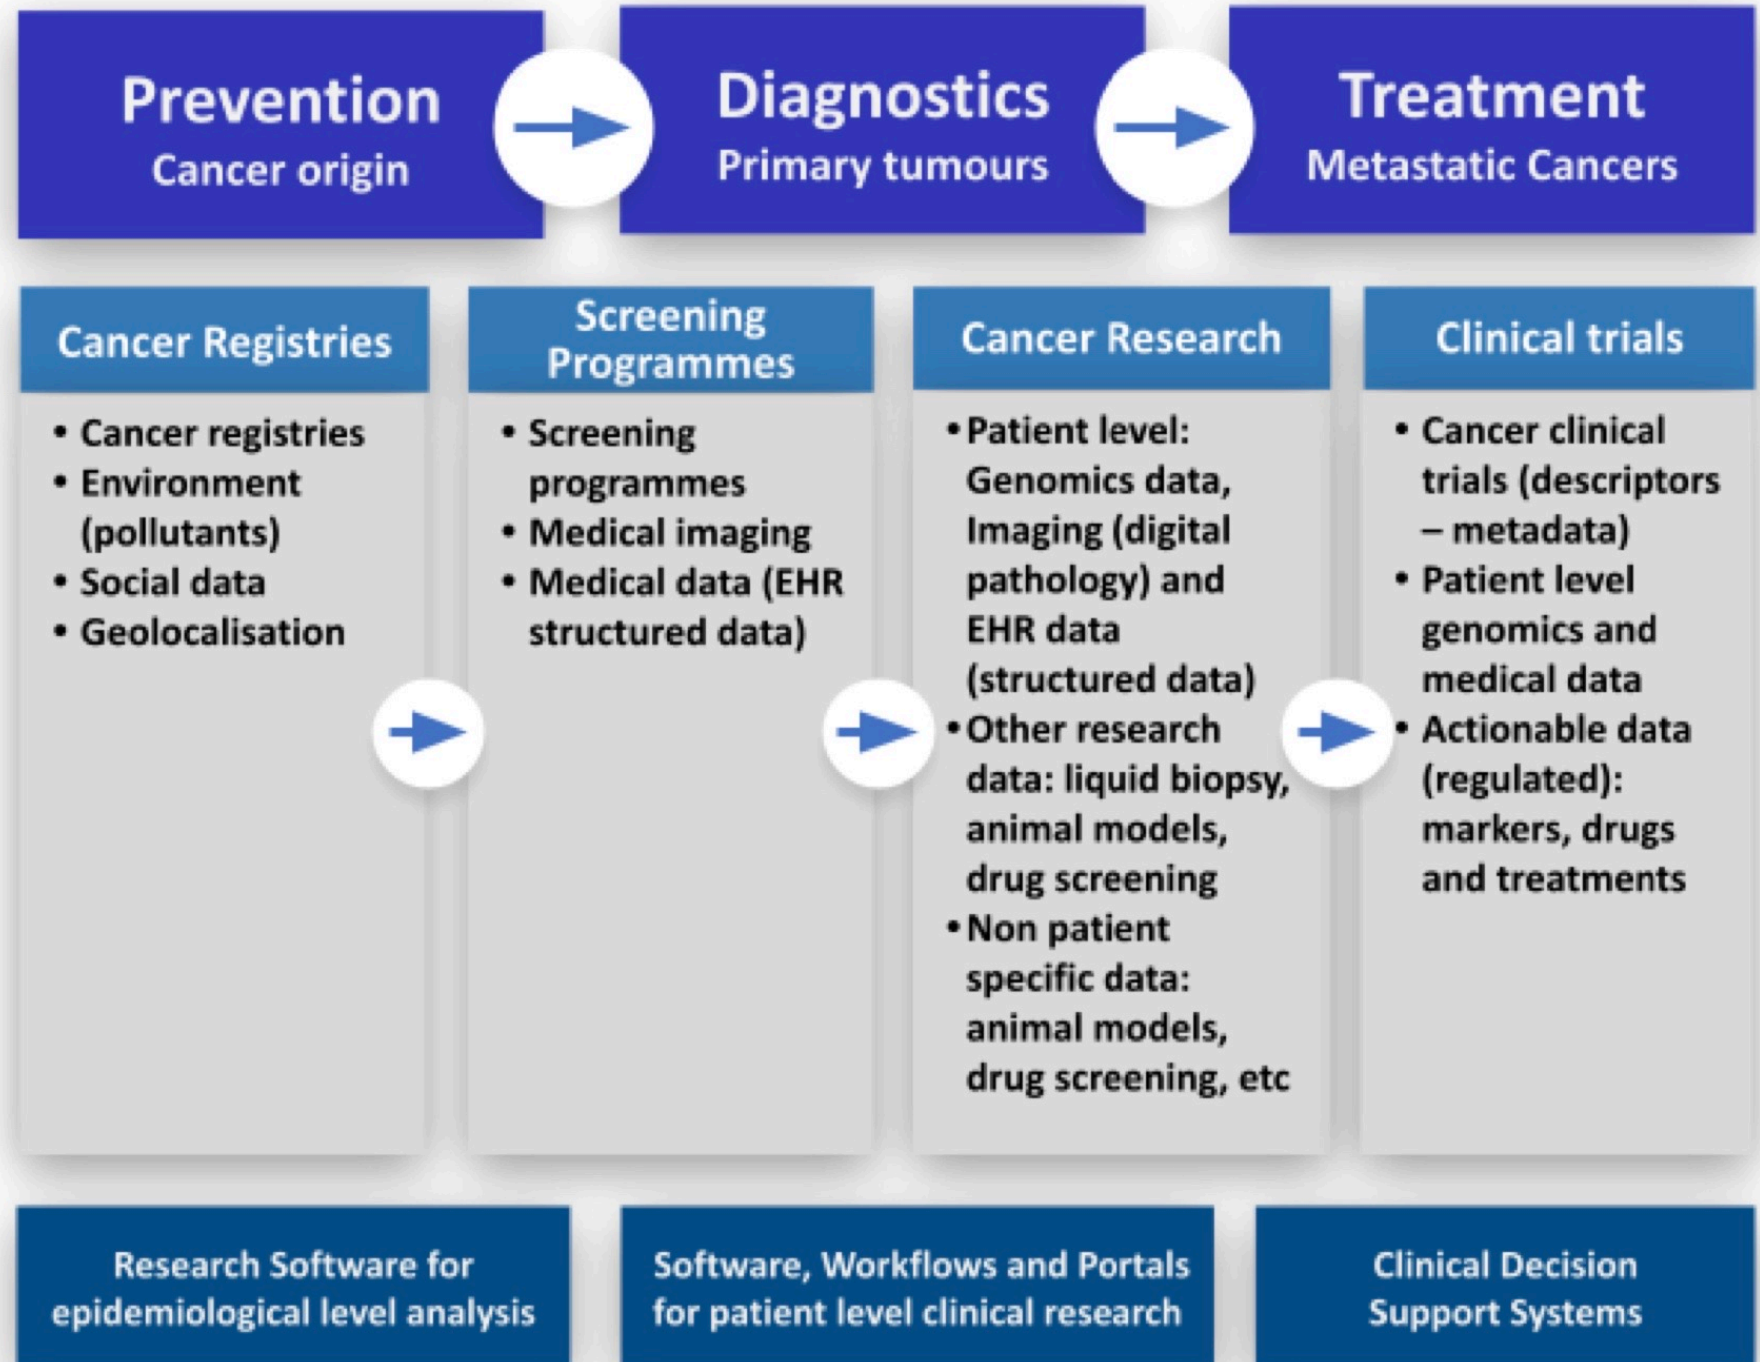 Prevention
Cancer origin
Diagnostics
Primary tumours
Treatment
Metastatic Cancers
Cancer Registries
• Cancer registries
• Environment
(pollutants)
• Social data
• Geolocalisation
Screening
Programmes
• Screening
programmes
• Medical imaging
• Medical data (EHR
structured data)
Cancer Research
• Patient level:
Genomics data,
Imaging (digital
pathology) and
EHR data
(structured data)
• Other research
data: liquid biopsy,
animal models,
drug screening
• Non patient
specific data:
animal models,
drug screening, etc
Clinical trials
• Cancer clinical
trials (descriptors
– metadata)
• Patient level
genomics and
medical data
• Actionable data
(regulated):
markers, drugs
and treatments
Research Software for
epidemiological level analysis
Software, Workflows and Portals
for patient level clinical research
Clinical Decision
Support Systems